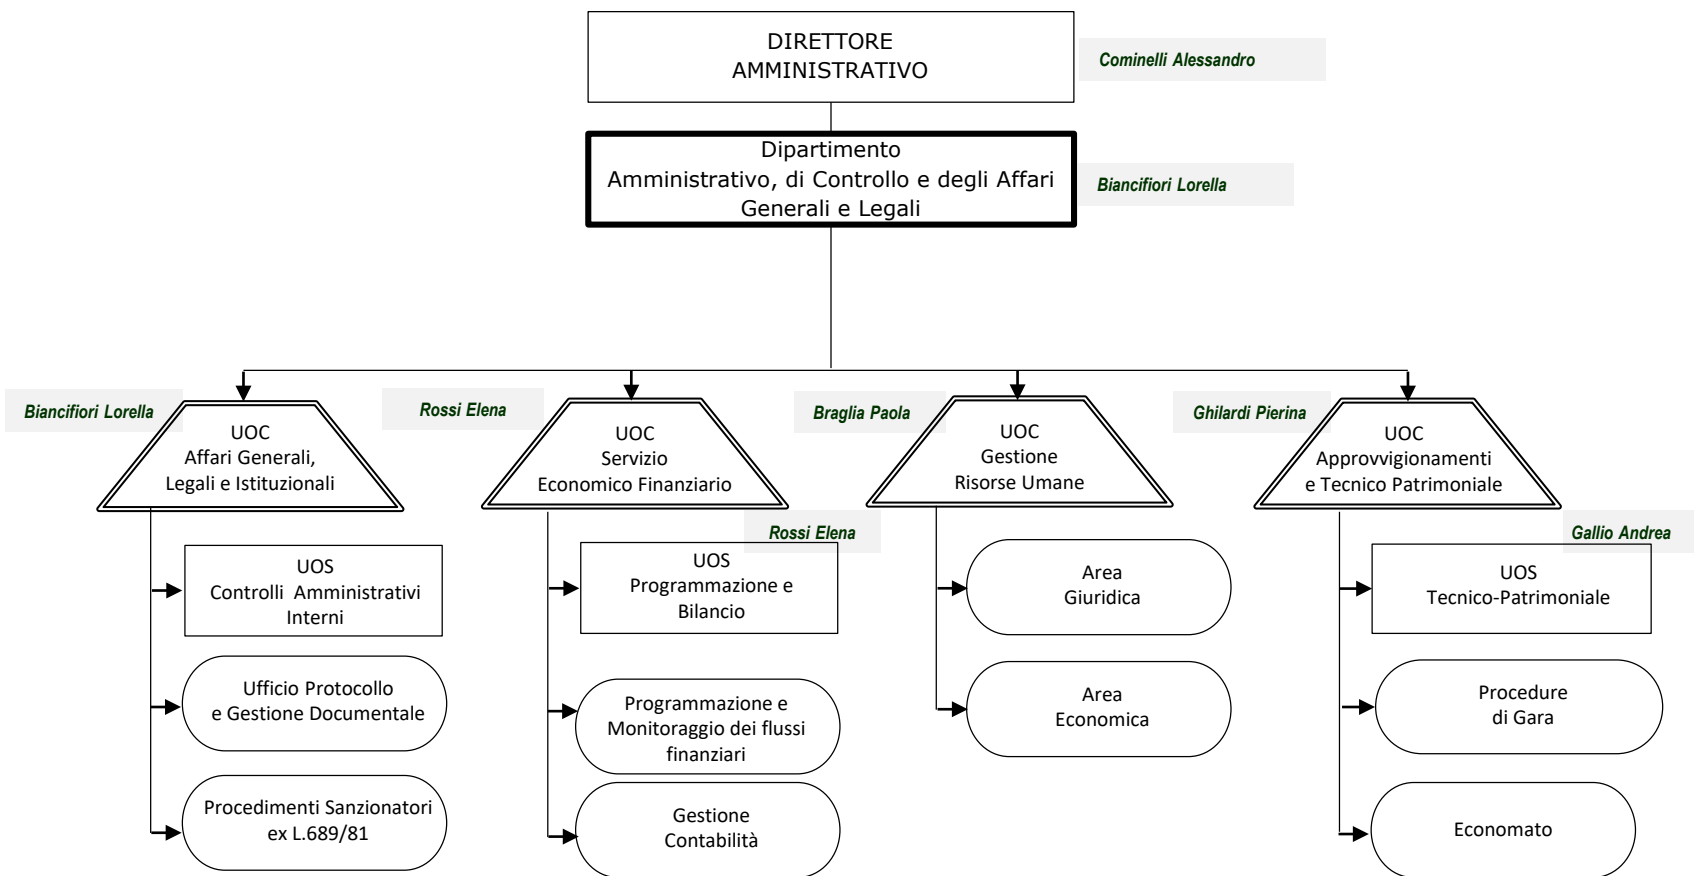 DIRETTORE
AMMINISTRATIVO
Cominelli Alessandro
Dipartimento
Amministrativo, di Controllo e degli Affari
Generali e Legali
Biancifiori Lorella
Biancifiori Lorella
UOC
Affari Generali,
Legali e Istituzionali
Rossi Elena
UOC
Servizio
Economico Finanziario
Braglia Paola
UOC
Gestione
Risorse Umane
Ghilardi Pierina
UOC
Approvvigionamenti
e Tecnico Patrimoniale
UOS
Controlli Amministrativi
Interni
Ufficio Protocollo
e Gestione Documentale
Procedimenti Sanzionatori
ex L.689/81
Rossi Elena
UOS
Programmazione e
Bilancio
Programmazione e
Monitoraggio dei flussi
finanziari
Gestione
Contabilità
Area
Giuridica
Area
Economica
Gallio Andrea
UOS
Tecnico-Patrimoniale
Procedure
di Gara
Economato